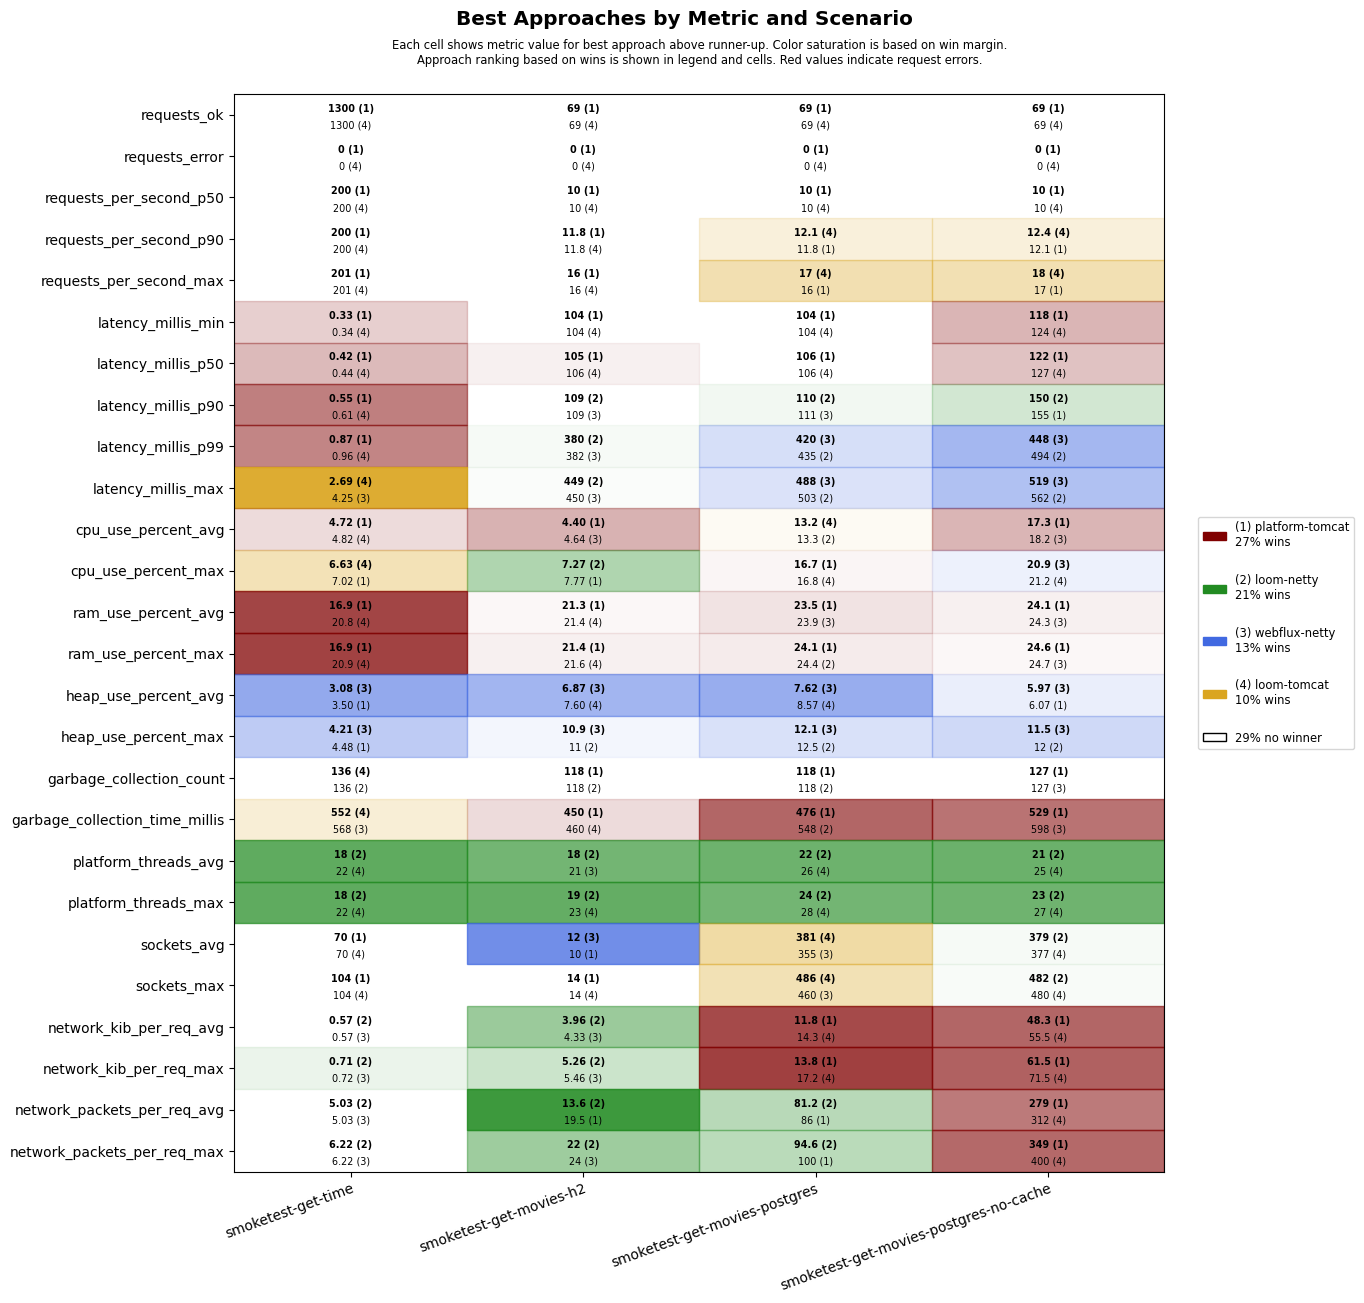 Best Approaches by Metric and Scenario
Each cell shows metric value for best approach above runner-up. Color saturation is based on win margin.
Approach ranking based on wins is shown in legend and cells. Red values indicate request errors.
requests_ok
1300 (1) 69 (1) 69 (1) 69 (1)
1300 (4) 69 (4) 69 (4) 69 (4)
requests_error
0 (1) 0 (1) 0 (1) 0 (1)
0 (4) 0 (4) 0 (4) 0 (4)
requests_per_second_p50
200 (1) 10 (1) 10 (1) 10 (1)
200 (4) 10 (4) 10 (4) 10 (4)
requests_per_second_p90
200 (1) 11.8 (1) 12.1 (4) 12.4 (4)
200 (4) 11.8 (4) 11.8 (1) 12.1 (1)
requests_per_second_max
201 (1) 16 (1) 17 (4) 18 (4)
201 (4) 16 (4) 16 (1) 17 (1)
latency_millis_min
0.33 (1) 104 (1) 104 (1) 118 (1)
0.34 (4) 104 (4) 104 (4) 124 (4)
latency_millis_p50
0.42 (1) 105 (1) 106 (1) 122 (1)
0.44 (4) 106 (4) 106 (4) 127 (4)
latency_millis_p90
0.55 (1) 109 (2) 110 (2) 150 (2)
0.61 (4) 109 (3) 111 (3) 155 (1)
latency_millis_p99
0.87 (1) 380 (2) 420 (3) 448 (3)
0.96 (4) 382 (3) 435 (2) 494 (2)
latency_millis_max
2.69 (4) 449 (2) 488 (3) 519 (3)
4.25 (3) 450 (3) 503 (2) 562 (2)
cpu_use_percent_avg
4.72 (1) 4.40 (1) 13.2 (4) 17.3 (1)
4.82 (4) 4.64 (3) 13.3 (2) 18.2 (3)
cpu_use_percent_max
6.63 (4) 7.27 (2) 16.7 (1) 20.9 (3)
7.02 (1) 7.77 (1) 16.8 (4) 21.2 (4)
ram_use_percent_avg
16.9 (1) 21.3 (1) 23.5 (1) 24.1 (1)
20.8 (4) 21.4 (4) 23.9 (3) 24.3 (3)
ram_use_percent_max
16.9 (1) 21.4 (1) 24.1 (1) 24.6 (1)
20.9 (4) 21.6 (4) 24.4 (2) 24.7 (3)
heap_use_percent_avg
3.08 (3) 6.87 (3) 7.62 (3) 5.97 (3)
3.50 (1) 7.60 (4) 8.57 (4) 6.07 (1)
heap_use_percent_max
4.21 (3) 10.9 (3) 12.1 (3) 11.5 (3)
4.48 (1) 11 (2) 12.5 (2) 12 (2)
garbage_collection_count
136 (4) 118 (1) 118 (1) 127 (1)
136 (2) 118 (2) 118 (2) 127 (3)
garbage_collection_time_millis
552 (4) 450 (1) 476 (1) 529 (1)
568 (3) 460 (4) 548 (2) 598 (3)
platform_threads_avg
18 (2) 18 (2) 22 (2) 21 (2)
22 (4) 21 (3) 26 (4) 25 (4)
platform_threads_max
18 (2) 19 (2) 24 (2) 23 (2)
22 (4) 23 (4) 28 (4) 27 (4)
sockets_avg
70 (1) 12 (3) 381 (4) 379 (2)
70 (4) 10 (1) 355 (3) 377 (4)
sockets_max
104 (1) 14 (1) 486 (4) 482 (2)
104 (4) 14 (4) 460 (3) 480 (4)
network_kib_per_req_avg
0.57 (2) 3.96 (2) 11.8 (1) 48.3 (1)
0.57 (3) 4.33 (3) 14.3 (4) 55.5 (4)
network_kib_per_req_max
0.71 (2) 5.26 (2) 13.8 (1) 61.5 (1)
0.72 (3) 5.46 (3) 17.2 (4) 71.5 (4)
network_packets_per_req_avg
5.03 (2) 13.6 (2) 81.2 (2) 279 (1)
5.03 (3) 19.5 (1) 86 (1) 312 (4)
network_packets_per_req_max
6.22 (2) 22 (2) 94.6 (2) 349 (1)
6.22 (3) 24 (3) 100 (1) 400 (4)
smoketest-get-time
smoketest-get-movies-h2
smoketest-get-movies-postgres
smoketest-get-movies-postgres-no-cache
(1) platform-tomcat
27% wins
(2) loom-netty
21% wins
(3) webflux-netty
13% wins
(4) loom-tomcat
10% wins
29% no winner